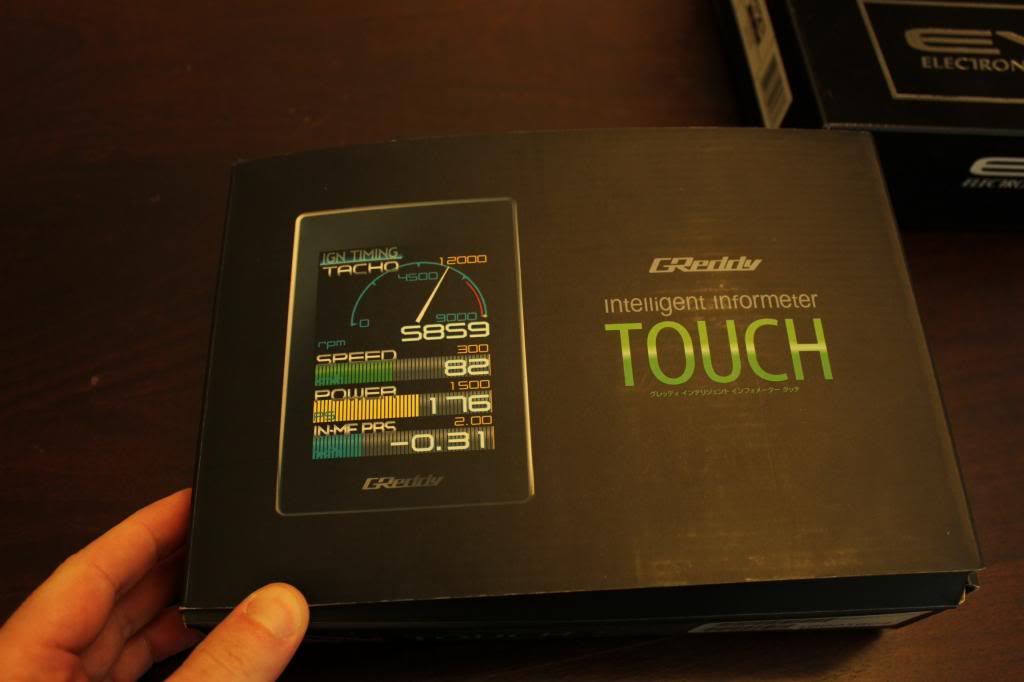 IGN TIMING
TACHO
12000
4500
0
9000
rpm
5859
SPEED
300
82
POWER
1500
PS
176
IN-MF PRS
2.00
-0.31
GReddy
GReddy
intelligent informeter
TOUCH
グレッディ インテリジェント インフォメーター タッチ
ELECTRON